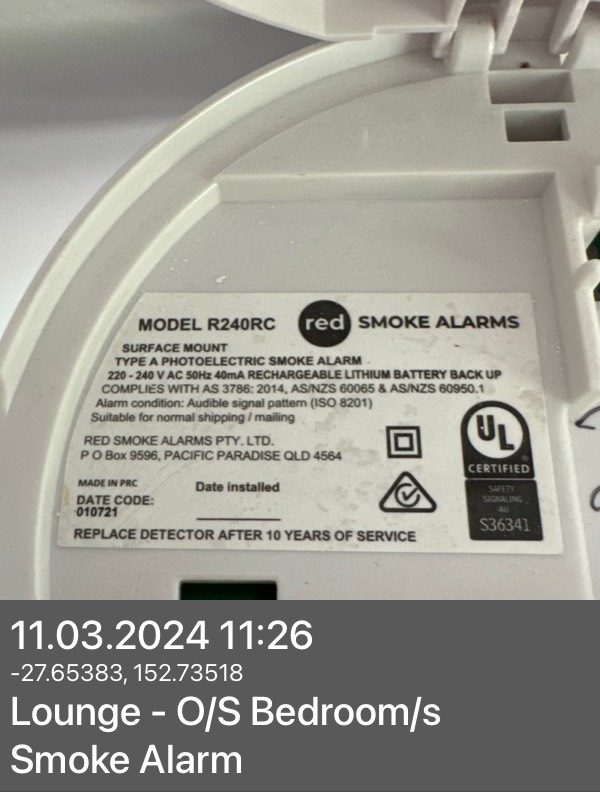 MODEL R240RC red SMOKE ALARMS
SURFACE MOUNT
TYPE A PHOTOELECTRIC SMOKE ALARM
220 - 240 V AC 50Hz 40mA RECHARGEABLE LITHIUM BATTERY BACK UP
COMPLIES WITH AS 3786: 2014, AS/NZS 60065 & AS/NZS 60950.1
Alarm condition: Audible signal pattern (ISO 8201)
Suitable for normal shipping / mailing
RED SMOKE ALARMS PTY. LTD.
P O Box 9596, PACIFIC PARADISE QLD 4564
UL
CERTIFIED
SAFETY
SIGNALING
AU
S36341
MADE IN PRC
DATE CODE:
010721
Date installed
REPLACE DETECTOR AFTER 10 YEARS OF SERVICE
11.03.2024 11:26
-27.65383, 152.73518
Lounge - O/S Bedroom/s
Smoke Alarm